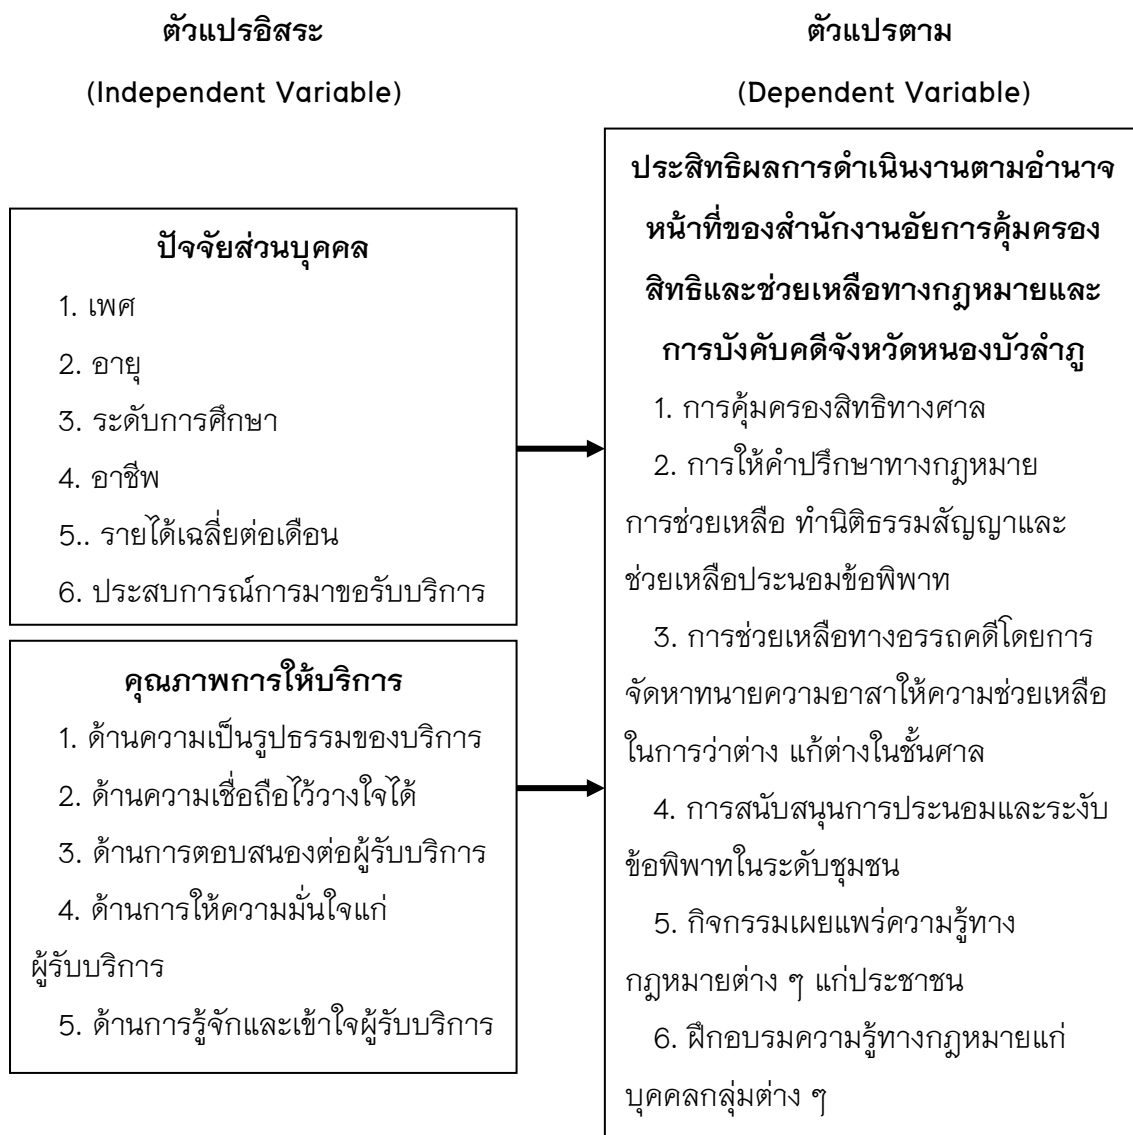 ตัวแปรอิสระ
(Independent Variable)
ปัจจัยส่วนบุคคล
1. เพศ
2. อายุ
3. ระดับการศึกษา
4. อาชีพ
5.. รายได้เฉลี่ยต่อเดือน
6. ประสบการณ์การมาขอรับบริการ
คุณภาพการให้บริการ
1. ด้านความเป็นรูปธรรมของบริการ
2. ด้านความเชื่อถือไว้วางใจได้
3. ด้านการตอบสนองต่อผู้รับบริการ
4. ด้านการให้ความมั่นใจแก่
ผู้รับบริการ
5. ด้านการรู้จักและเข้าใจผู้รับบริการ
ตัวแปรตาม
(Dependent Variable)
ประสิทธิผลการดำเนินงานตามอำนาจ
หน้าที่ของสำนักงานอัยการคุ้มครอง
สิทธิและช่วยเหลือทางกฎหมายและ
การบังคับคดีจังหวัดหนองบัวลำภู
1. การคุ้มครองสิทธิทางศาล
2. การให้คำปรึกษาทางกฎหมาย
การช่วยเหลือ ทำนิติธรรมสัญญาและ
ช่วยเหลือประนอมข้อพิพาท
3. การช่วยเหลือทางอรรถคดีโดยการ
จัดหาทนายความอาสาให้ความช่วยเหลือ
ในการว่าต่าง แก้ต่างในชั้นศาล
4. การสนับสนุนการประนอมและระงับ
ข้อพิพาทในระดับชุมชน
5. กิจกรรมเผยแพร่ความรู้ทาง
กฎหมายต่าง ๆ แก่ประชาชน
6. ฝึกอบรมความรู้ทางกฎหมายแก่
บุคคลกลุ่มต่าง ๆ